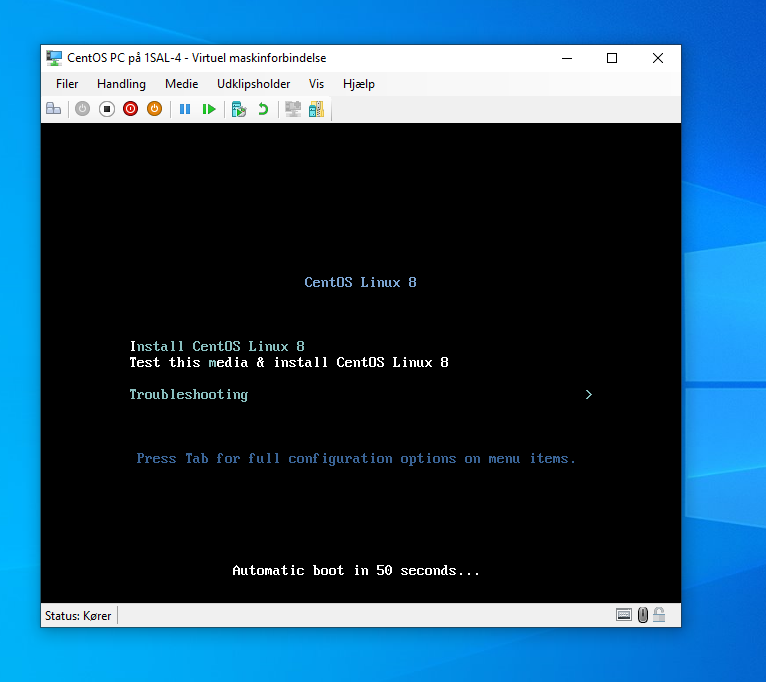 CentOS PC på 1SAL-4 - Virtuel maskinforbindelse
Filer Handling Medie Udklipsholder Vis Hjælp
CentOS Linux 8
Install CentOS Linux 8
Test this media & install CentOS Linux 8
Troubleshooting >
Press Tab for full configuration options on menu items.
Automatic boot in 50 seconds...
Status: Kører